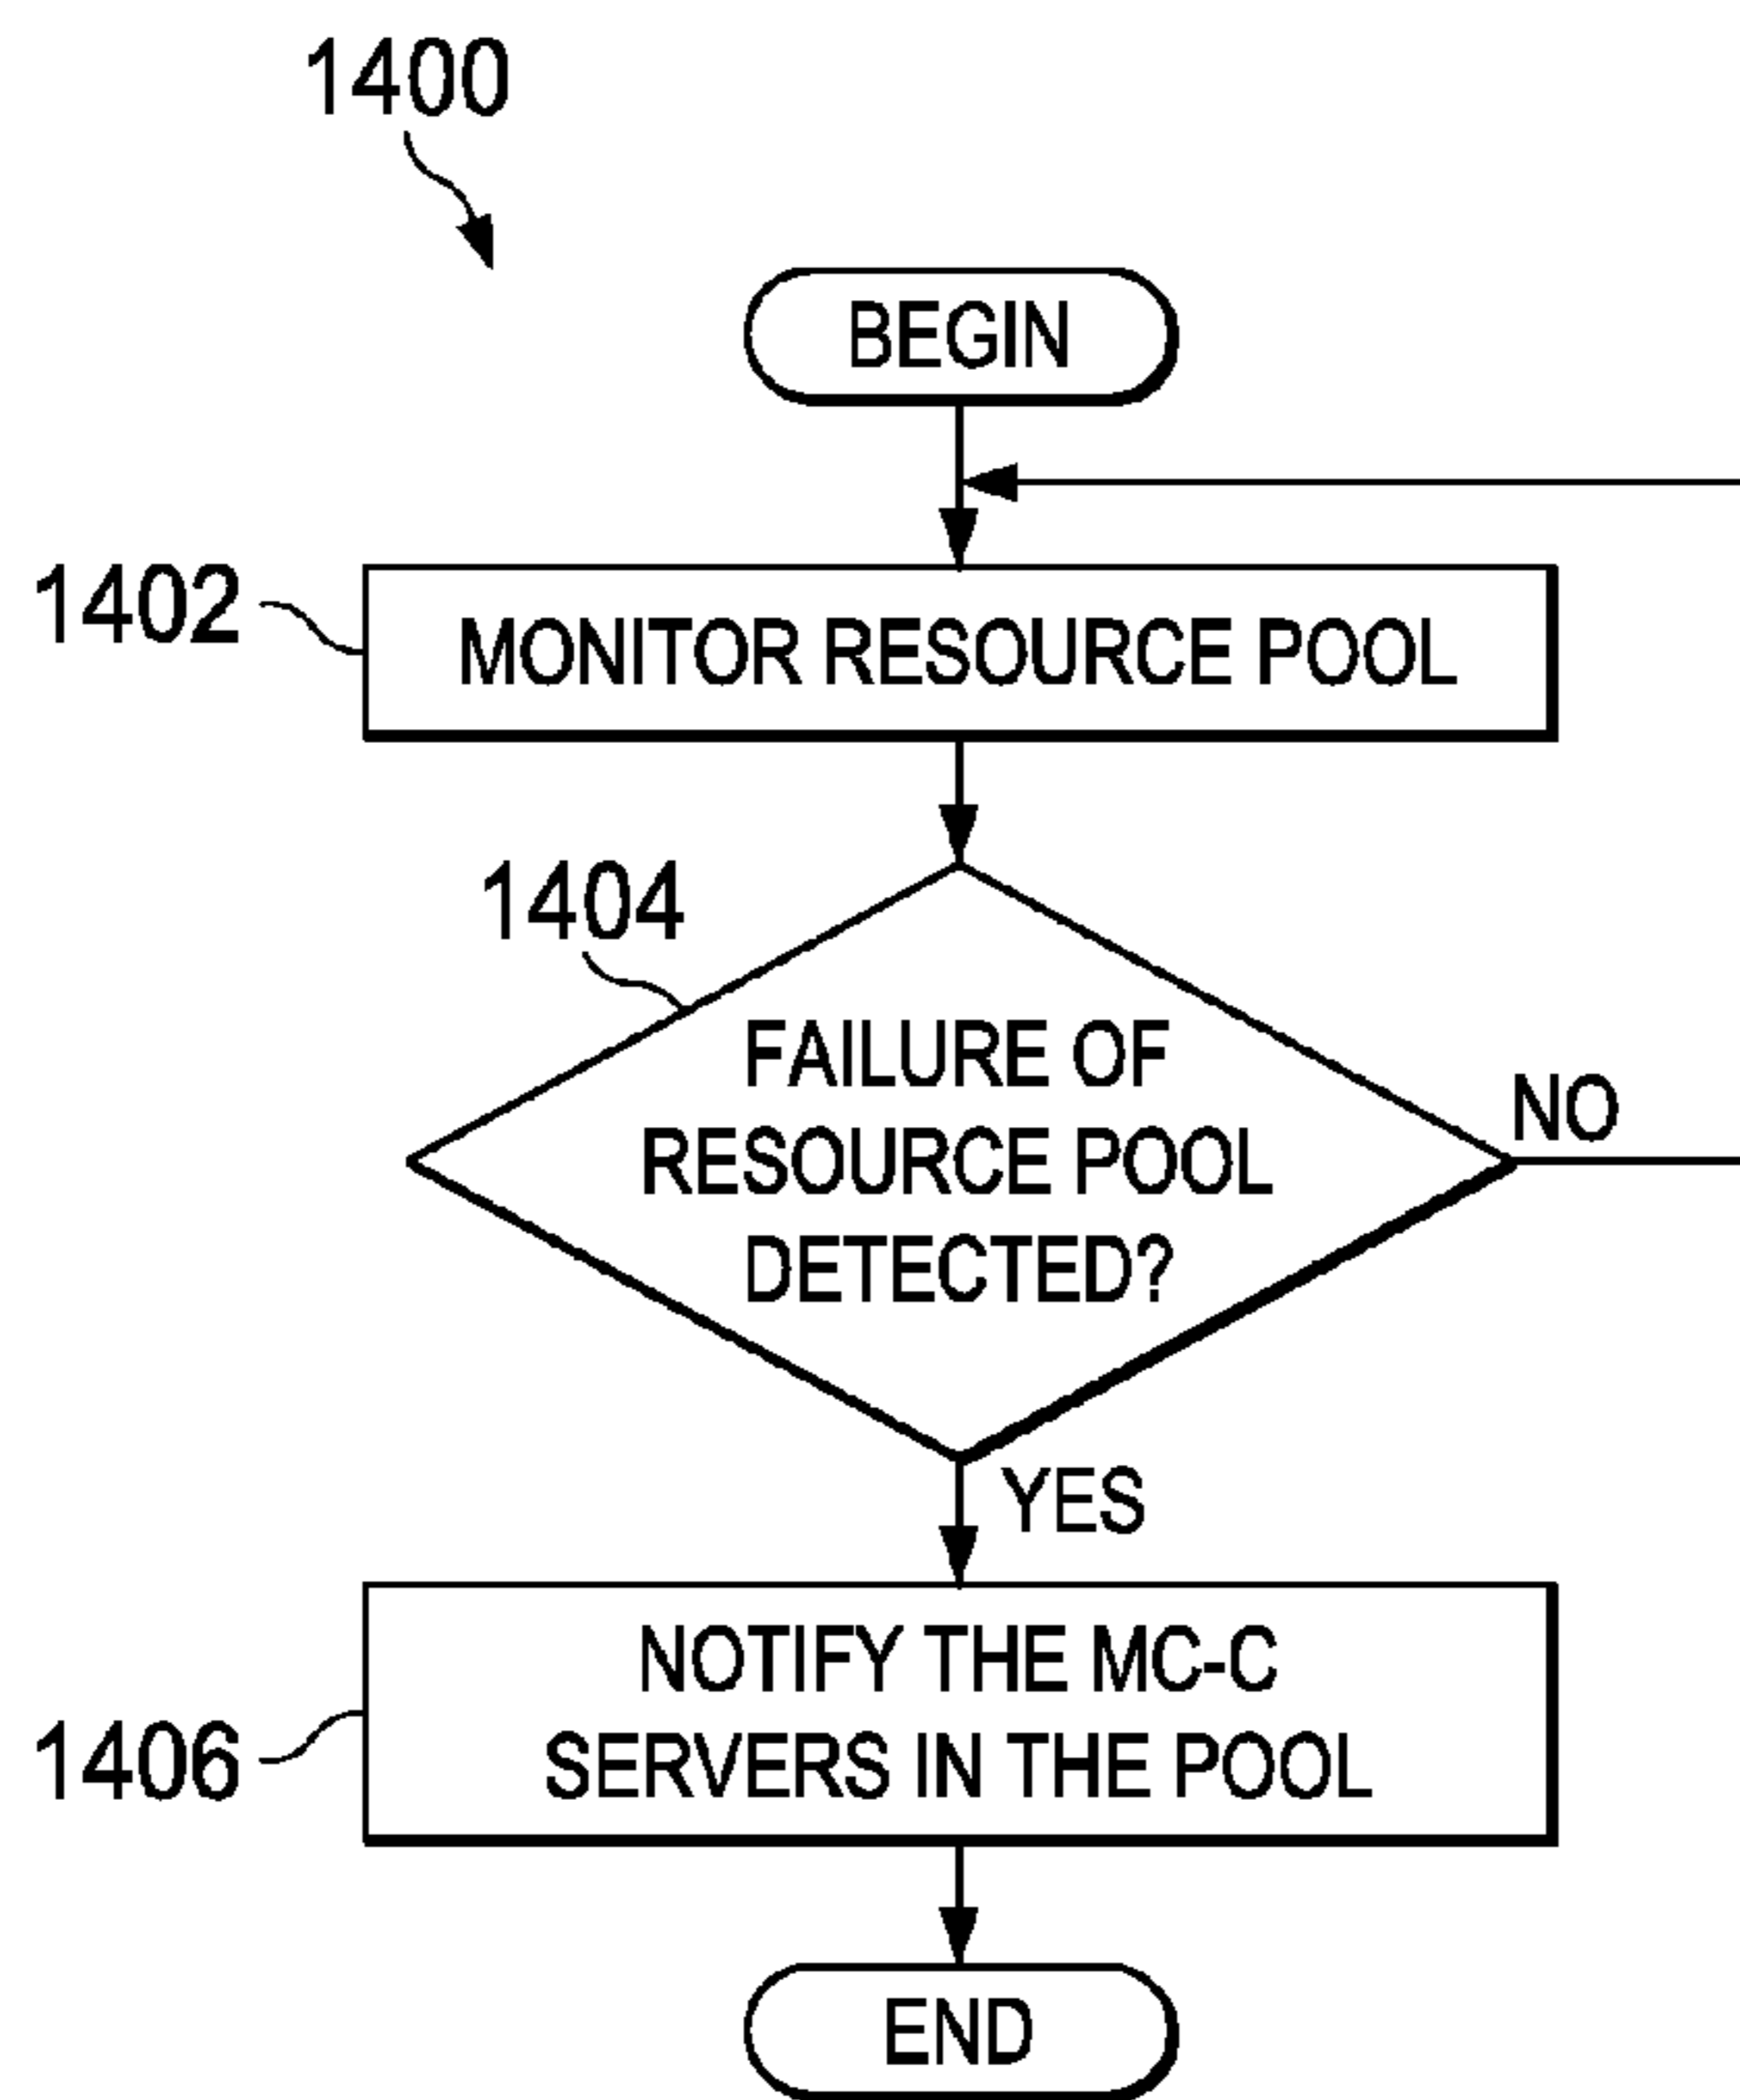 1400
BEGIN
1402
MONITOR RESOURCE POOL
1404
FAILURE OF
RESOURCE POOL
DETECTED?
NO
YES
1406
NOTIFY THE MC-C
SERVERS IN THE POOL
END